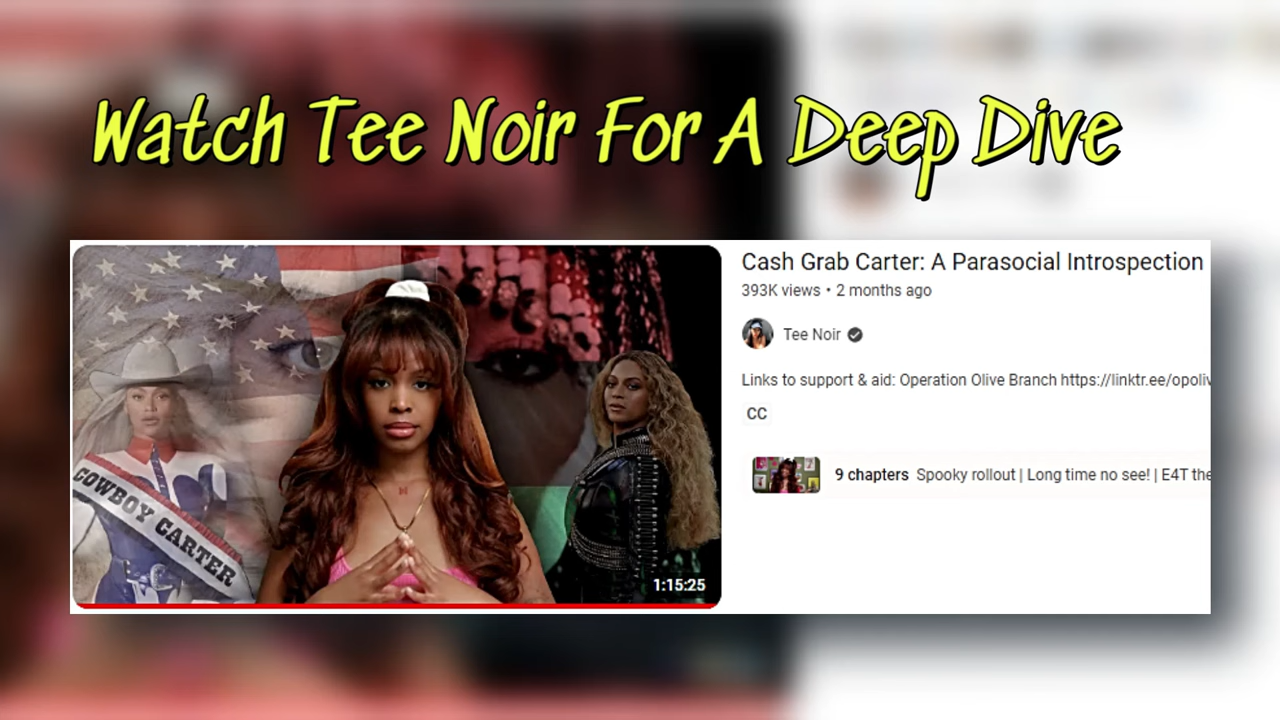 Watch Tee Noir For A Deep Dive
COWBOY CARTER
1:15:25
Cash Grab Carter: A Parasocial Introspection
393K views • 2 months ago
Tee Noir
Links to support & aid: Operation Olive Branch https://linktr.ee/opoliv
CC
9 chapters Spooky rollout | Long time no see! | E4T the